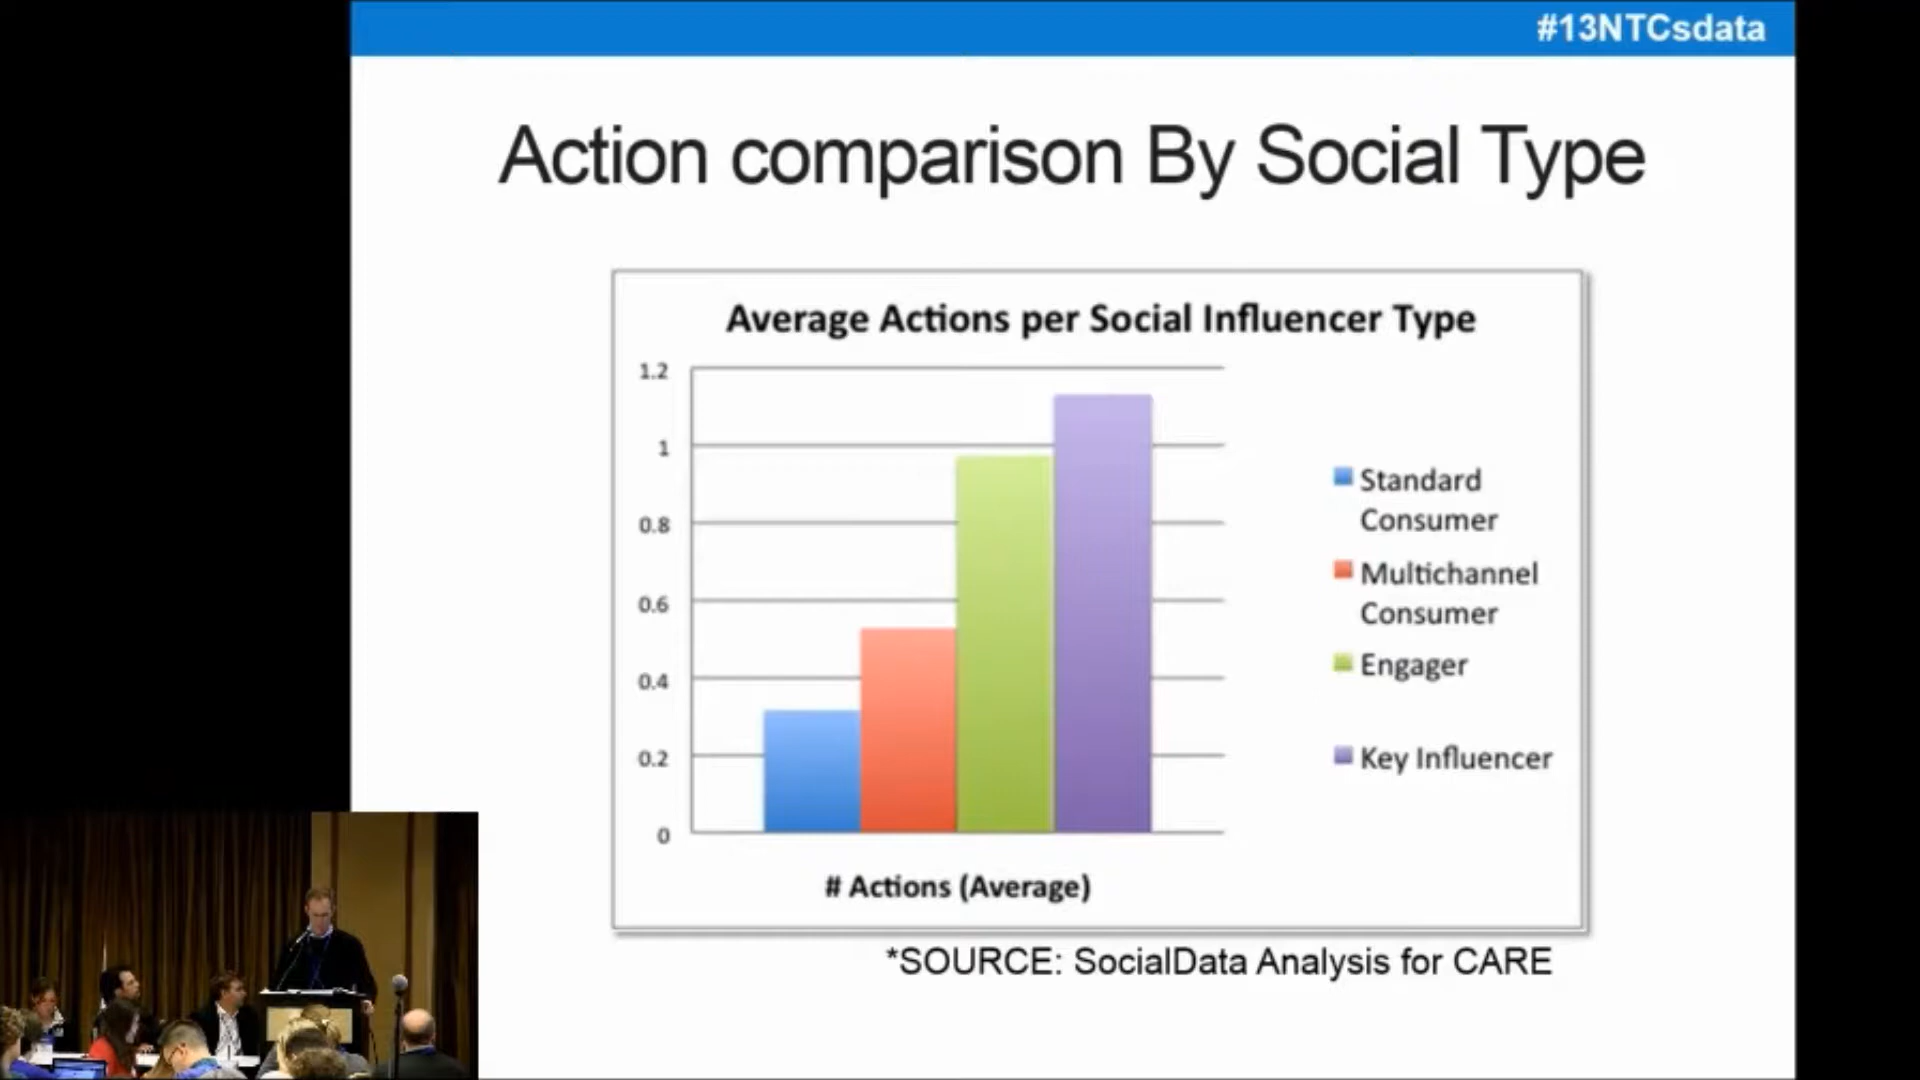 #13NTCsdata
Action comparison By Social Type
Average Actions per Social Influencer Type
1.2
1
0.8
0.6
0.4
0.2
0
Standard
Consumer
Multichannel
Consumer
Engager
Key Influencer
# Actions (Average)
*SOURCE: SocialData Analysis for CARE